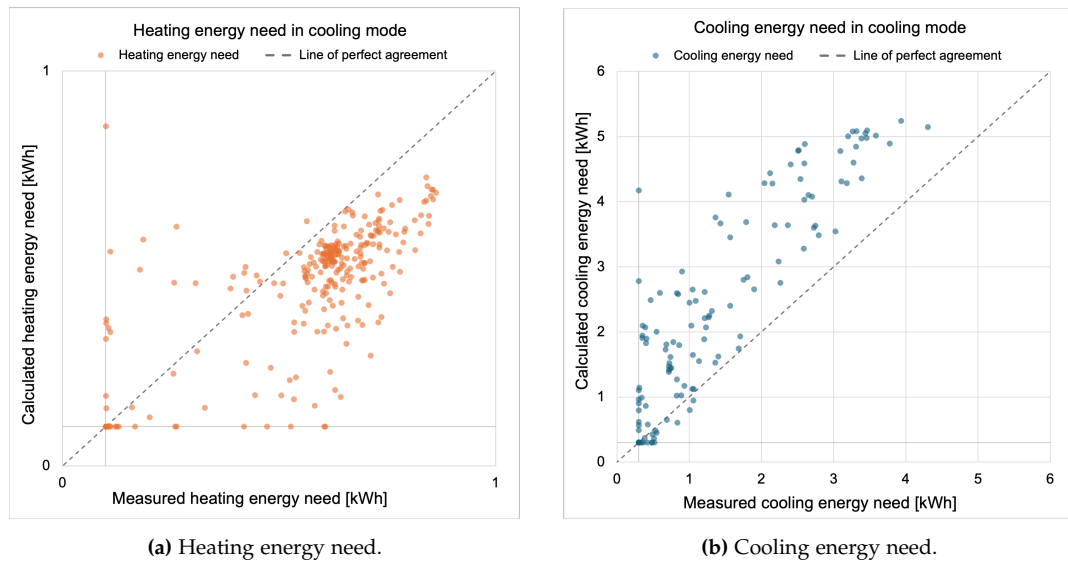 Heating energy need in cooling mode
Heating energy need
Line of perfect agreement
1
Calculated heating energy need [kWh]
0
0
1
Measured heating energy need [kWh]
(a) Heating energy need.
Cooling energy need in cooling mode
Cooling energy need
Line of perfect agreement
6
5
4
3
2
1
0
Calculated cooling energy need [kWh]
0
1
2
3
4
5
6
Measured cooling energy need [kWh]
(b) Cooling energy need.